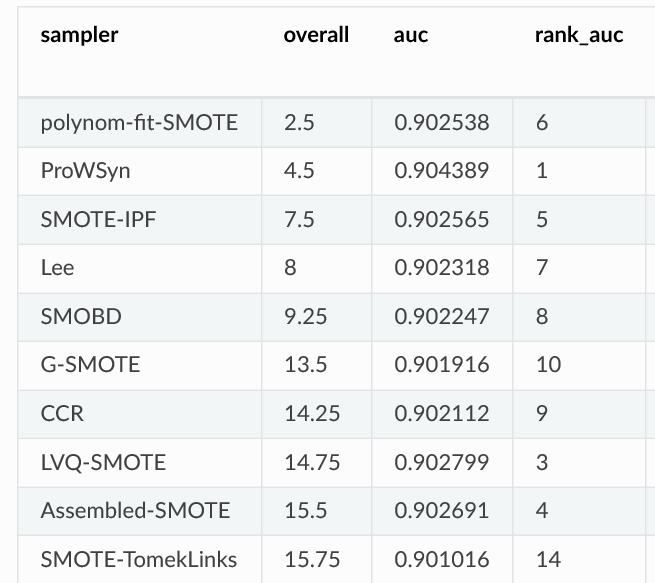 sampler overall auc rank_auc
polynom-fit-SMOTE 2.5 0.902538 6
ProWSyn 4.5 0.904389 1
SMOTE-IPF 7.5 0.902565 5
Lee 8 0.902318 7
SMOBD 9.25 0.902247 8
G-SMOTE 13.5 0.901916 10
CCR 14.25 0.902112 9
LVQ-SMOTE 14.75 0.902799 3
Assembled-SMOTE 15.5 0.902691 4
SMOTE-TomekLinks 15.75 0.901016 14